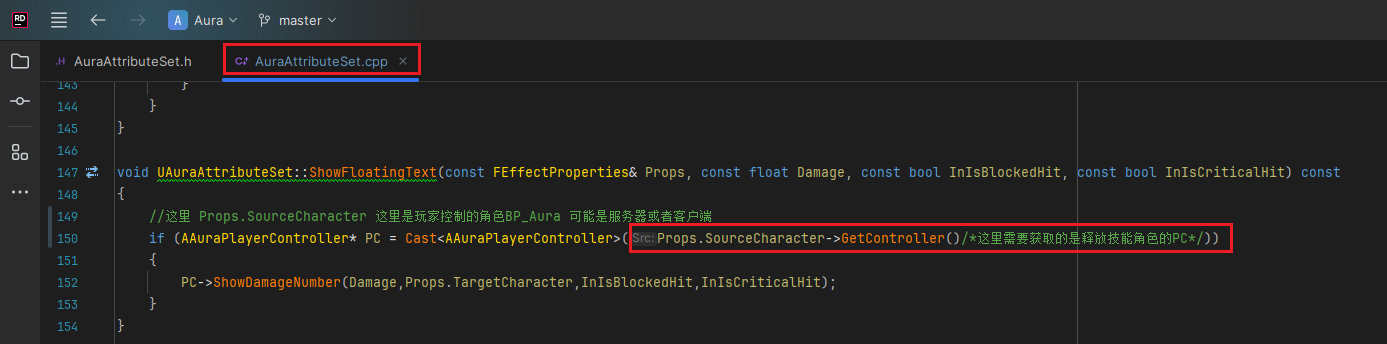 RD A Aura master
.H AuraAttributeSet.h C+ AuraAttributeSet.cpp ×
143 }
144 }
145 }
146
147 void UAuraAttributeSet::ShowFloatingText(const FEffectProperties& Props, const float Damage, const bool InIsBlockedHit, const bool InIsCriticalHit) const
148 {
149 //这里 Props.SourceCharacter 这里是玩家控制的角色BP_Aura 可能是服务器或者客户端
150 if (AAuraPlayerController* PC = Cast<AAuraPlayerController>(Src:Props.SourceCharacter->GetController()/*这里需要获取的是释放技能角色的PC*/))
151 {
152 PC->ShowDamageNumber(Damage,Props.TargetCharacter,InIsBlockedHit,InIsCriticalHit);
153 }
154 }